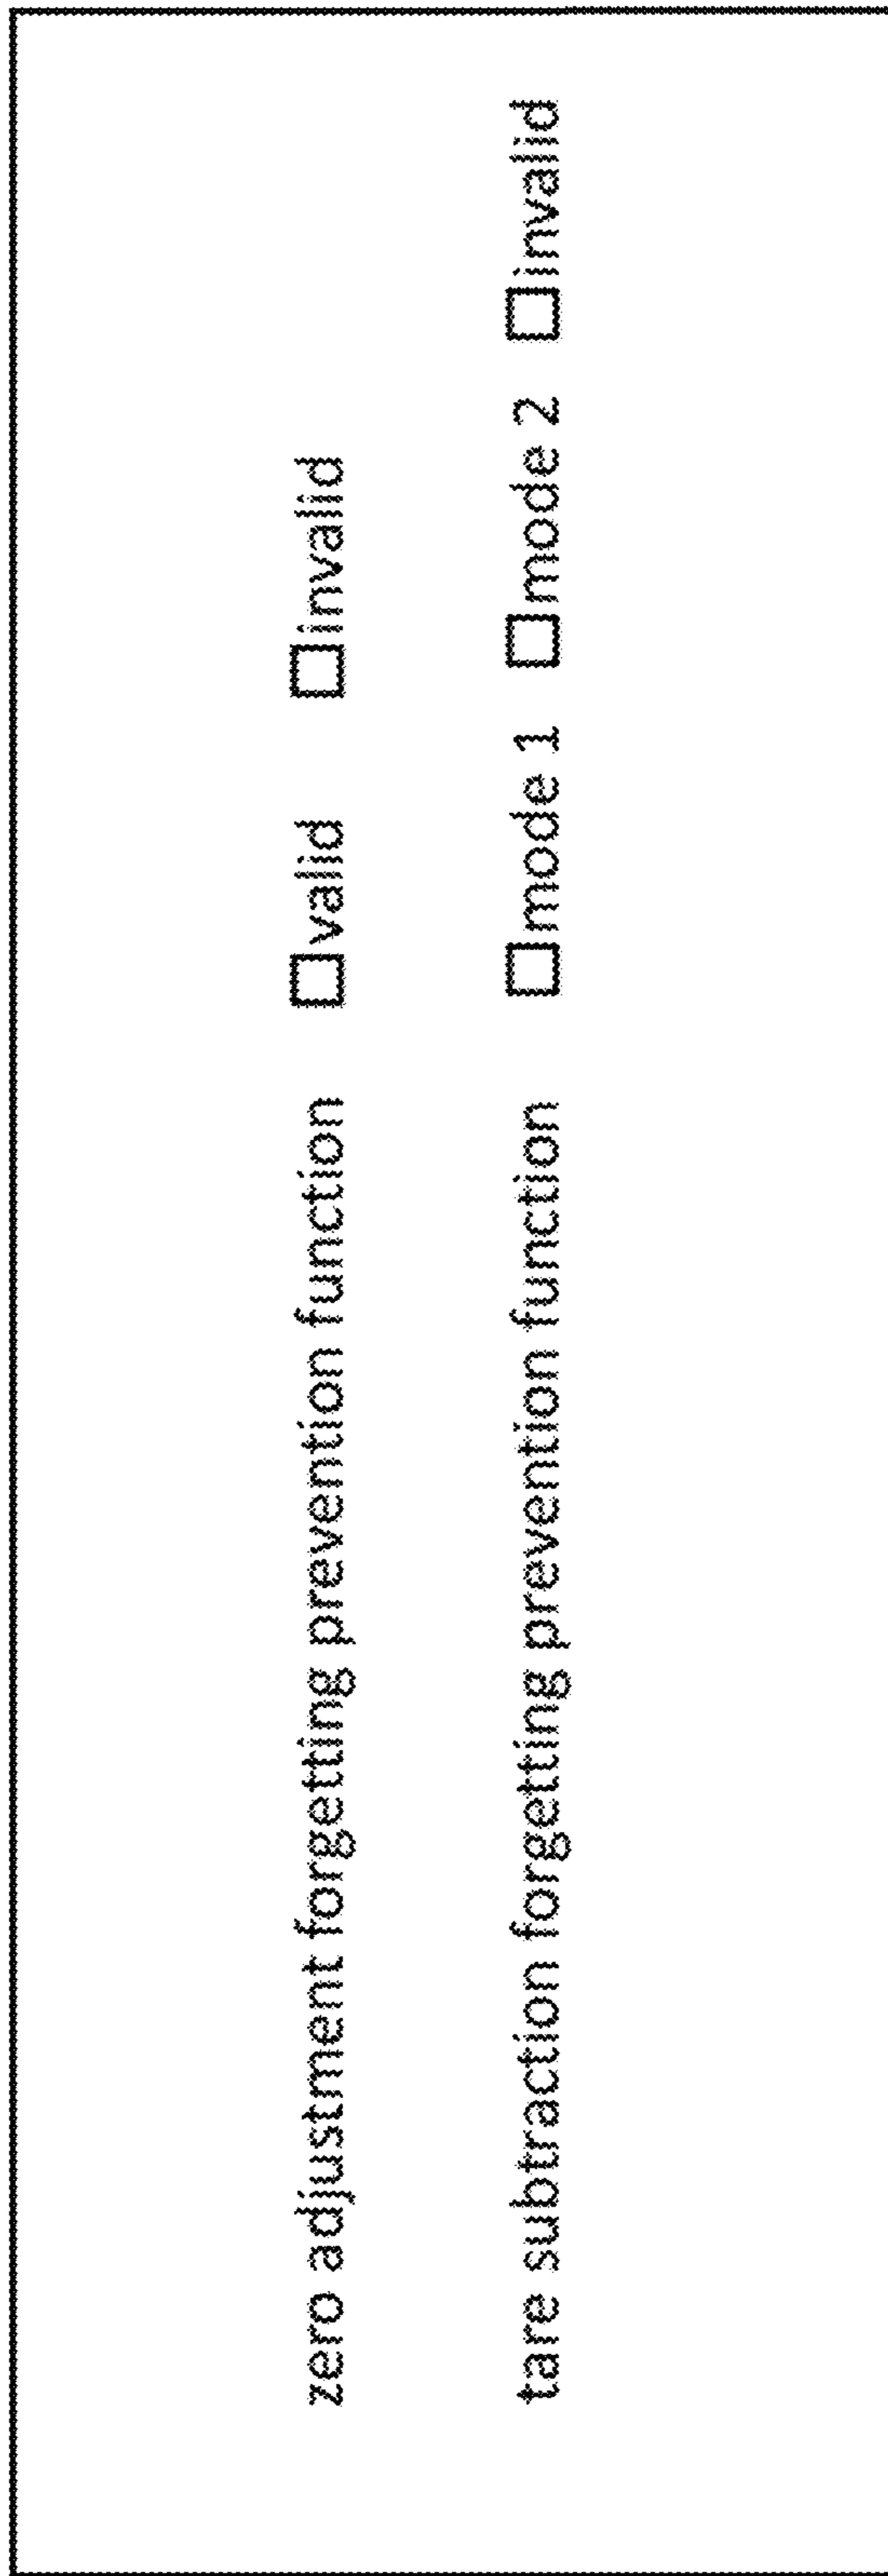 zero adjustment forgetting prevention function □valid □invalid
tare subtraction forgetting prevention function □mode 1 □mode 2 □invalid